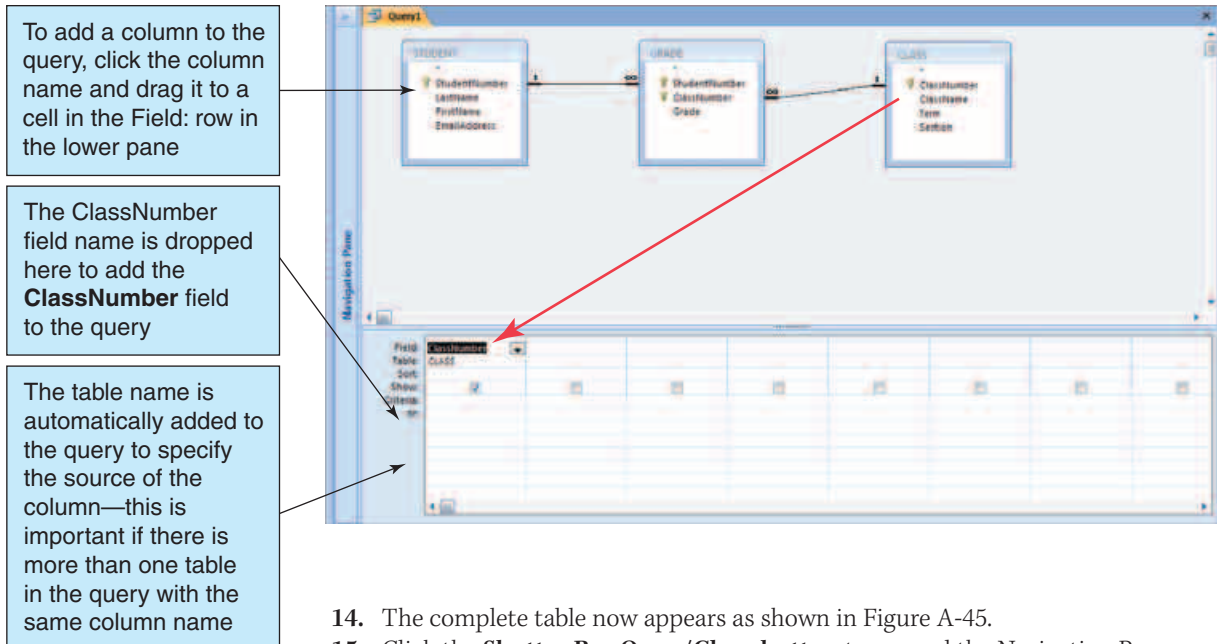 To add a column to the
query, click the column
name and drag it to a
cell in the Field: row in
the lower pane
The ClassNumber
field name is dropped
here to add the
ClassNumber field
to the query
The table name is
automatically added to
the query to specify
the source of the
column—this is
important if there is
more than one table
in the query with the
same column name
Query1
STUDENT
StudentNumber
LastName
FirstName
EmailAddress
GRADE
StudentNumber
ClassNumber
Grade
CLASS
ClassNumber
ClassName
Term
Section
1 ∞ ∞ 1
Navigation Pane
Field: ClassNumber
Table: CLASS
Sort:
Show:
Criteria:
or:
14. The complete table now appears as shown in Figure A-45.